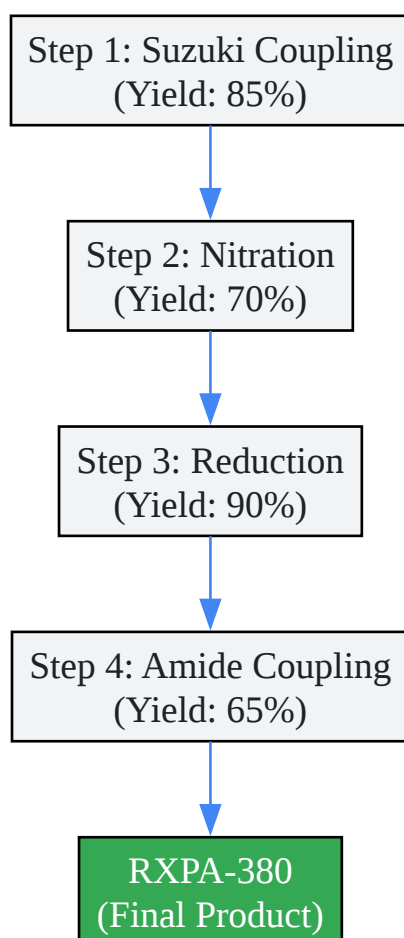 Step 1: Suzuki Coupling
(Yield: 85%)
Step 2: Nitration
(Yield: 70%)
Step 3: Reduction
(Yield: 90%)
Step 4: Amide Coupling
(Yield: 65%)
RXPA-380
(Final Product)